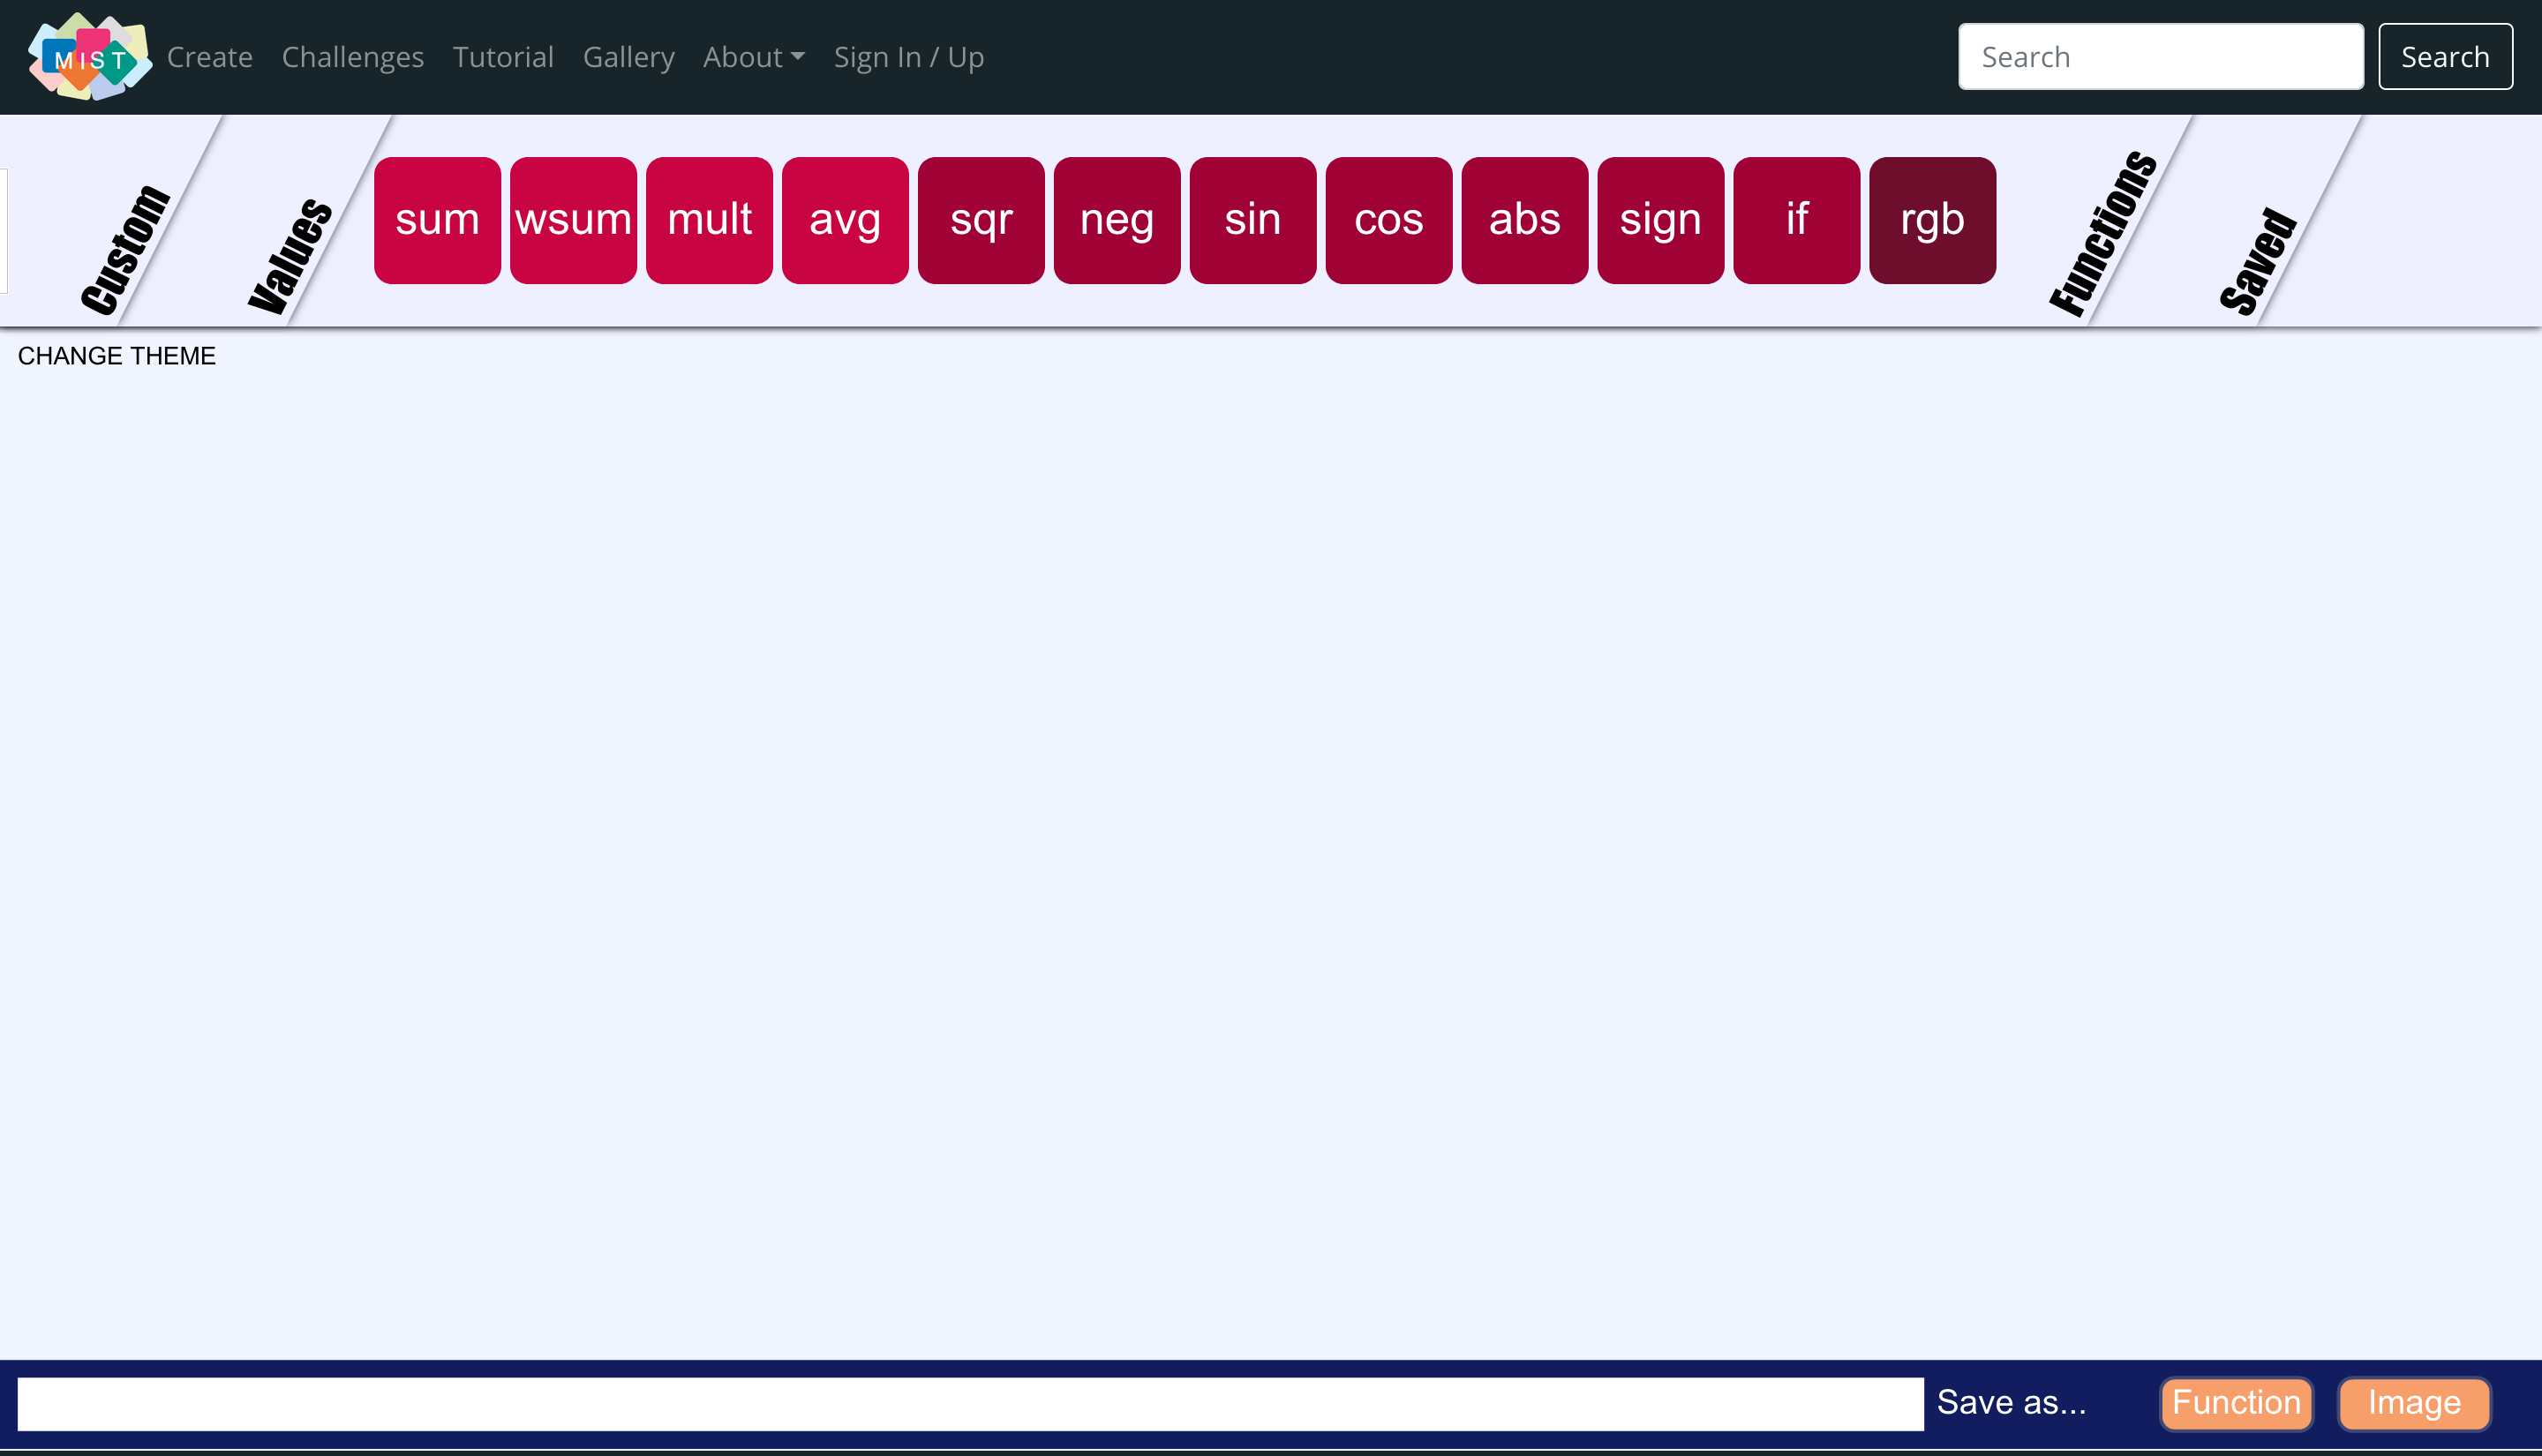 MIST Create Challenges Tutorial Gallery About Sign In / Up Search Search
Custom Values sum wsum mult avg sqr neg sin cos abs sign if rgb Functions Saved
CHANGE THEME
Save as... Function Image